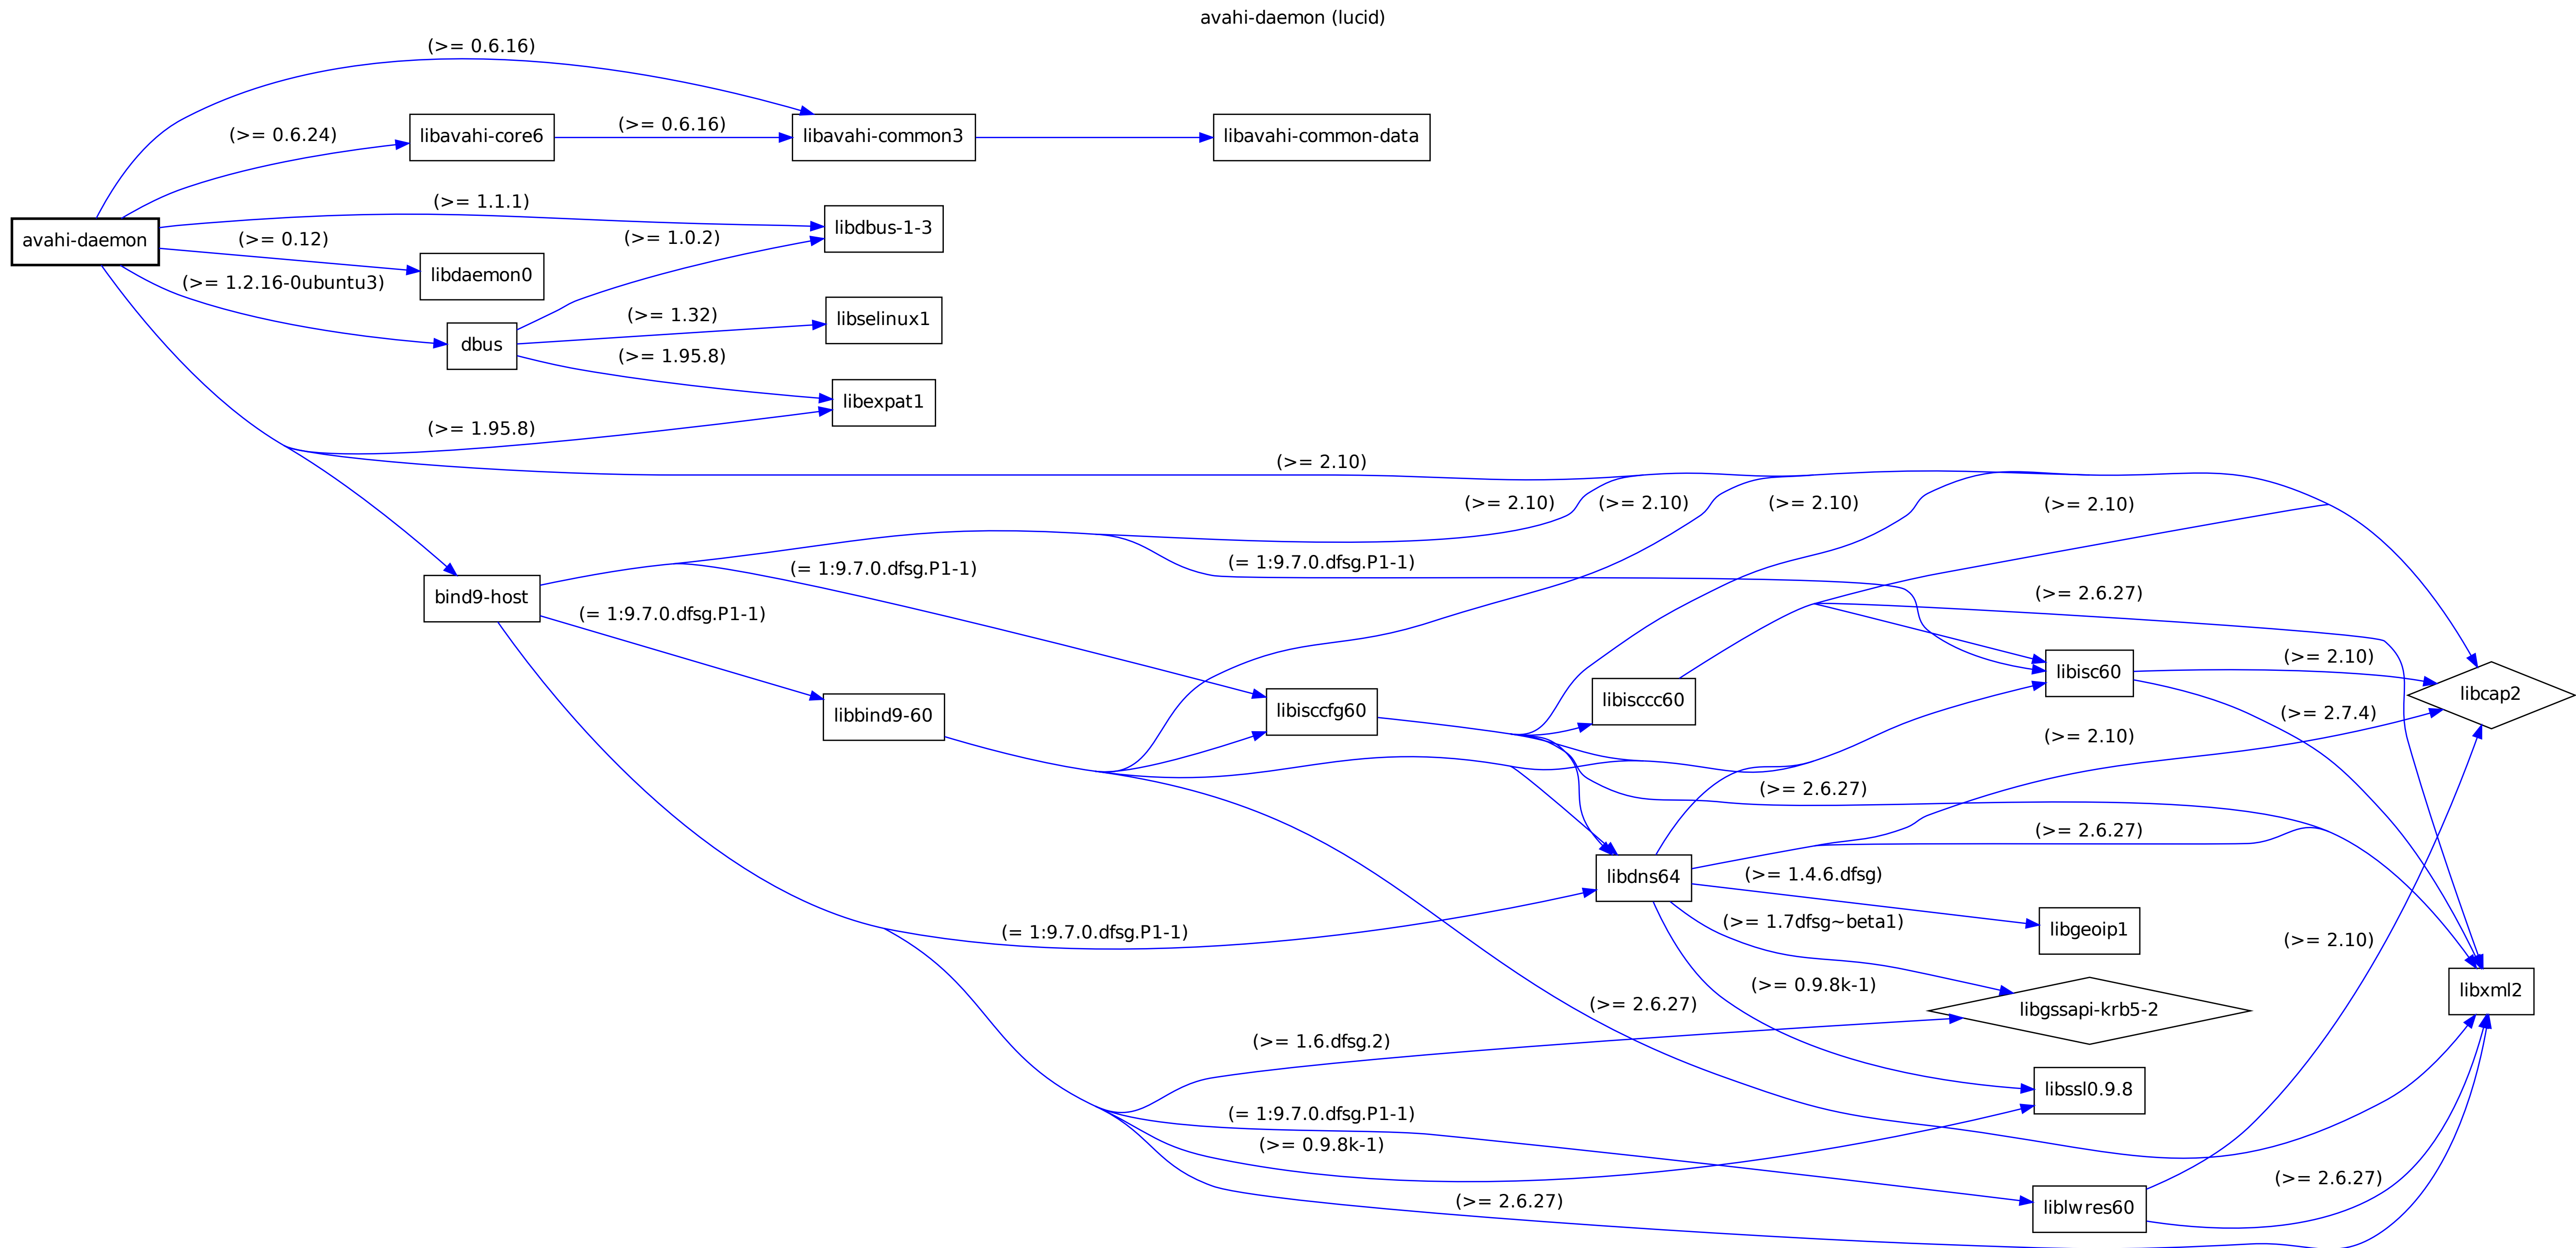 avahi-daemon (lucid)
(>= 0.6.16)
(>= 0.6.24)
libavahi-core6
(>= 0.6.16)
libavahi-common3
libavahi-common-data
(>= 1.1.1)
avahi-daemon
(>= 0.12)
(>= 1.0.2)
libdbus-1-3
libdaemon0
(>= 1.2.16-0ubuntu3)
(>= 1.32)
libselinux1
dbus
(>= 1.95.8)
libexpat1
(>= 1.95.8)
(>= 2.10)
(>= 2.10)
(>= 2.10)
(>= 2.10)
(>= 2.10)
(= 1:9.7.0.dfsg.P1-1)
(= 1:9.7.0.dfsg.P1-1)
bind9-host
(= 1:9.7.0.dfsg.P1-1)
(>= 2.6.27)
libisc60
(>= 2.10)
libcap2
libbind9-60
libisccfg60
libisccc60
(>= 2.7.4)
(>= 2.10)
(>= 2.6.27)
(>= 2.6.27)
libdns64
(>= 1.4.6.dfsg)
(>= 1.7dfsg~beta1)
libgeoip1
(= 1:9.7.0.dfsg.P1-1)
(>= 2.10)
(>= 0.9.8k-1)
(>= 2.6.27)
libgssapi-krb5-2
libxml2
(>= 1.6.dfsg.2)
libssl0.9.8
(= 1:9.7.0.dfsg.P1-1)
(>= 0.9.8k-1)
(>= 2.6.27)
(>= 2.6.27)
liblwres60